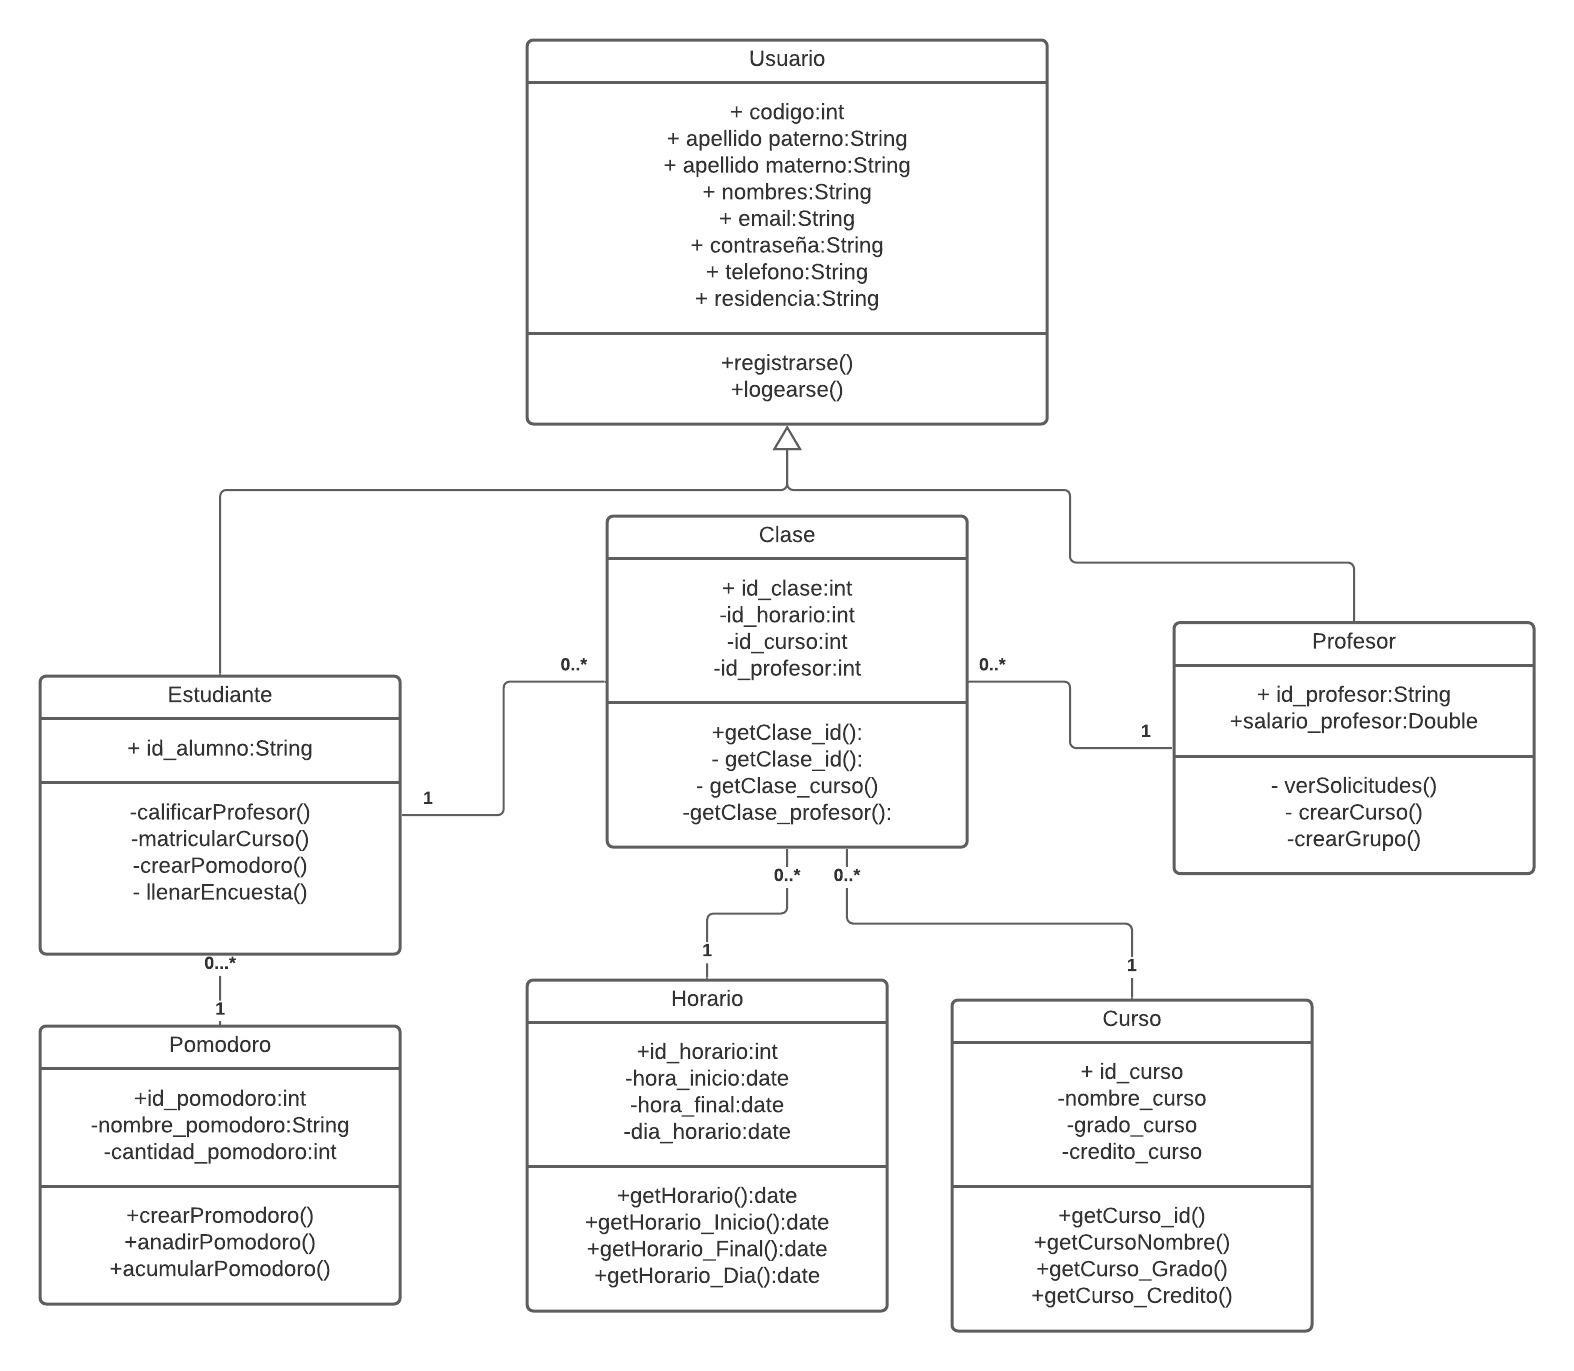 Usuario
+ codigo:int
+ apellido paterno:String
+ apellido materno:String
+ nombres:String
+ email:String
+ contraseña:String
+ telefono:String
+ residencia:String
+registrarse()
+logearse()
Clase
+ id_clase:int
-id_horario:int
-id_curso:int
-id_profesor:int
+getClase_id():
- getClase_id():
- getClase_curso()
-getClase_profesor():
0..*
0..*
Profesor
+ id_profesor:String
+salario_profesor:Double
- verSolicitudes()
- crearCurso()
-crearGrupo()
1
Estudiante
+ id_alumno:String
-calificarProfesor()
-matricularCurso()
-crearPomodoro()
- llenarEncuesta()
1
0..*
0..*
0...*
1
1
1
Pomodoro
+id_pomodoro:int
-nombre_pomodoro:String
-cantidad_pomodoro:int
+crearPromodoro()
+anadirPomodoro()
+acumularPomodoro()
Horario
+id_horario:int
-hora_inicio:date
-hora_final:date
-dia_horario:date
+getHorario():date
+getHorario_Inicio():date
+getHorario_Final():date
+getHorario_Dia():date
Curso
+ id_curso
-nombre_curso
-grado_curso
-credito_curso
+getCurso_id()
+getCursoNombre()
+getCurso_Grado()
+getCurso_Credito()